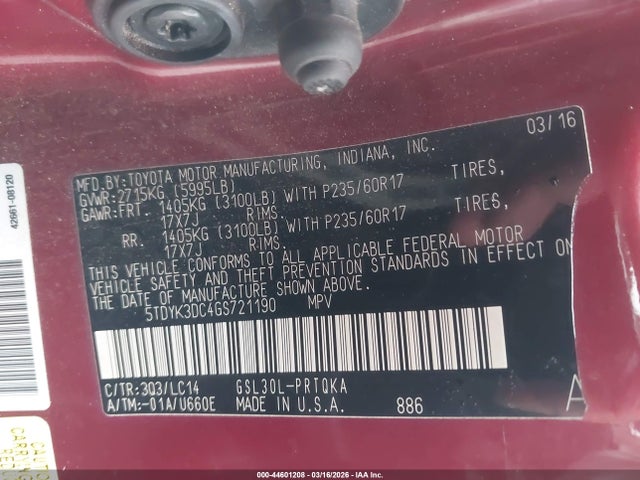 03/16
MFD.BY:TOYOTA MOTOR MANUFACTURING, INDIANA, INC.
GVWR:2715KG (5995LB)
GAWR:FRT. 1405KG (3100LB) WITH P235/60R17 TIRES,
17X7J RIMS.
RR. 1405KG (3100LB) WITH P235/60R17 TIRES,
17X7J RIMS.
THIS VEHICLE CONFORMS TO ALL APPLICABLE FEDERAL MOTOR
VEHICLE SAFETY AND THEFT PREVENTION STANDARDS IN EFFECT ON
THE DATE OF MANUFACTURE SHOWN ABOVE.
5TDYK3DC4GS721190 MPV
C/TR:3Q3/LC14 GSL30L-PRTQKA
A/TM:-01A/U660E MADE IN U.S.A. 886 A
42661-08120
000-44601208 - 03/16/2026 - IAA Inc.